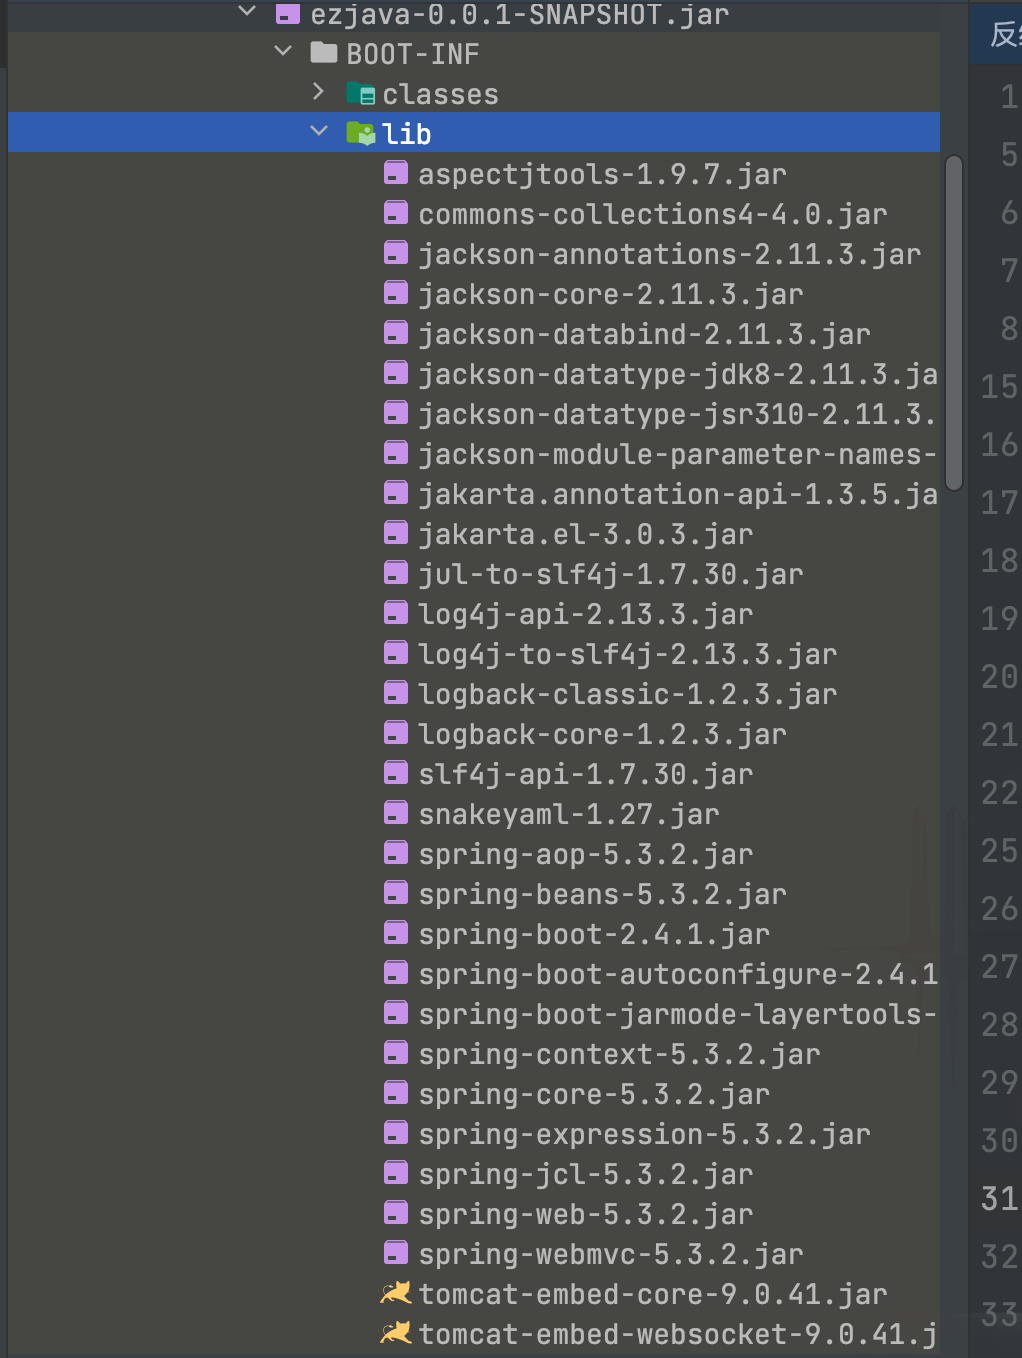 ezjava-0.0.1-SNAPSHOT.jar
BOOT-INF
classes
lib
aspectjtools-1.9.7.jar
commons-collections4-4.0.jar
jackson-annotations-2.11.3.jar
jackson-core-2.11.3.jar
jackson-databind-2.11.3.jar
jackson-datatype-jdk8-2.11.3.ja
jackson-datatype-jsr310-2.11.3.
jackson-module-parameter-names-
jakarta.annotation-api-1.3.5.ja
jakarta.el-3.0.3.jar
jul-to-slf4j-1.7.30.jar
log4j-api-2.13.3.jar
log4j-to-slf4j-2.13.3.jar
logback-classic-1.2.3.jar
logback-core-1.2.3.jar
slf4j-api-1.7.30.jar
snakeyaml-1.27.jar
spring-aop-5.3.2.jar
spring-beans-5.3.2.jar
spring-boot-2.4.1.jar
spring-boot-autoconfigure-2.4.1
spring-boot-jarmode-layertools-
spring-context-5.3.2.jar
spring-core-5.3.2.jar
spring-expression-5.3.2.jar
spring-jcl-5.3.2.jar
spring-web-5.3.2.jar
spring-webmvc-5.3.2.jar
tomcat-embed-core-9.0.41.jar
tomcat-embed-websocket-9.0.41.j
反
1
5
6
7
8
15
16
17
18
19
20
21
22
25
26
27
28
29
30
31
32
33